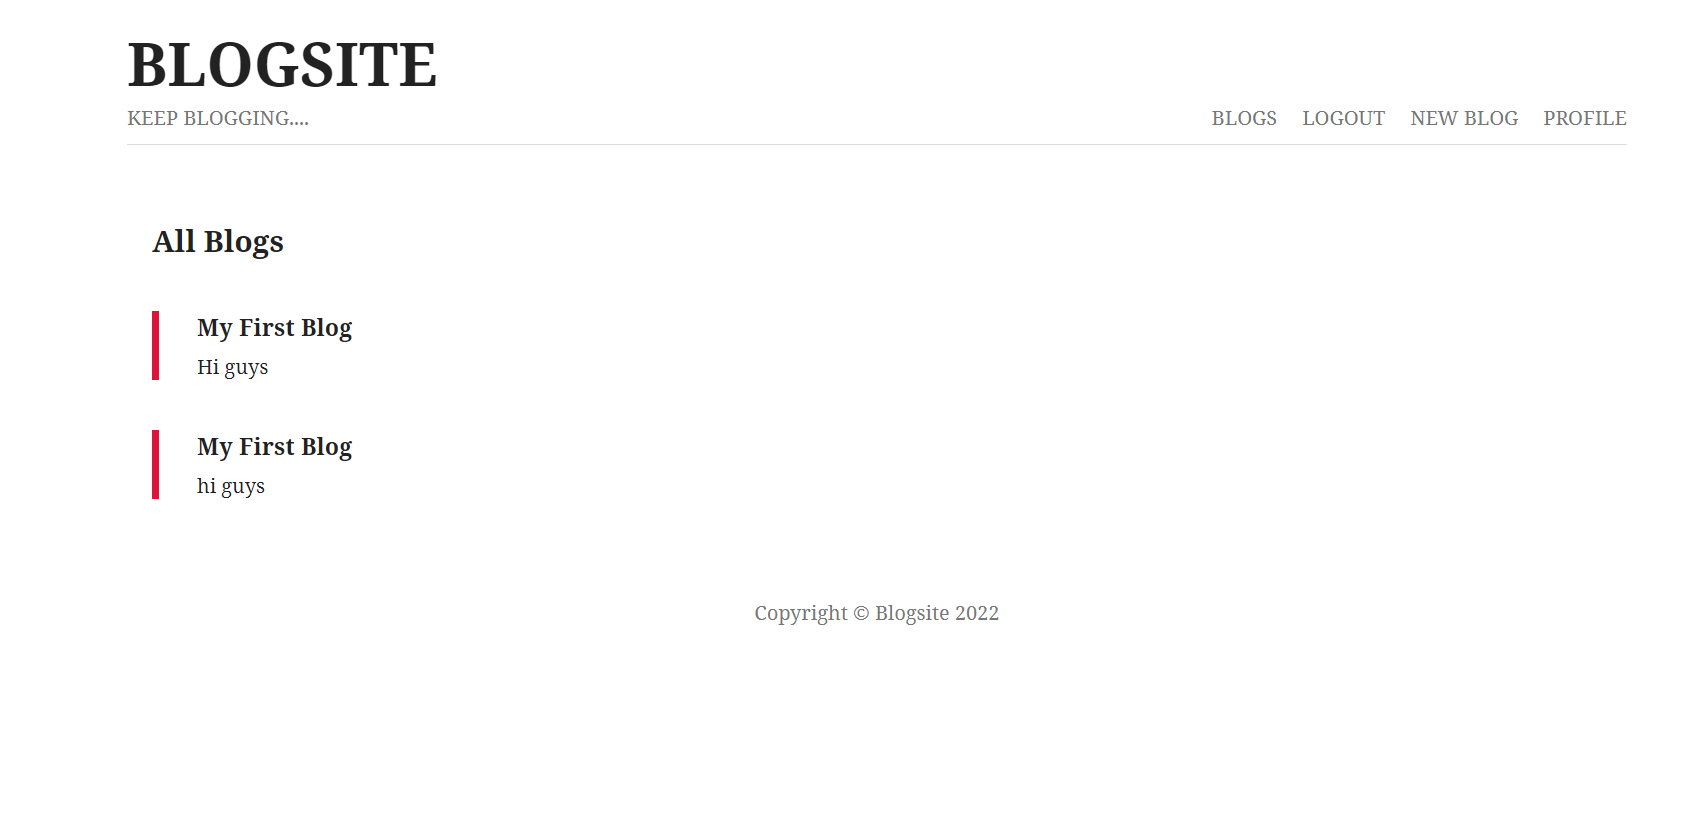 BLOGSITE
KEEP BLOGGING....
BLOGS LOGOUT NEW BLOG PROFILE
All Blogs
My First Blog
Hi guys
My First Blog
hi guys
Copyright © Blogsite 2022